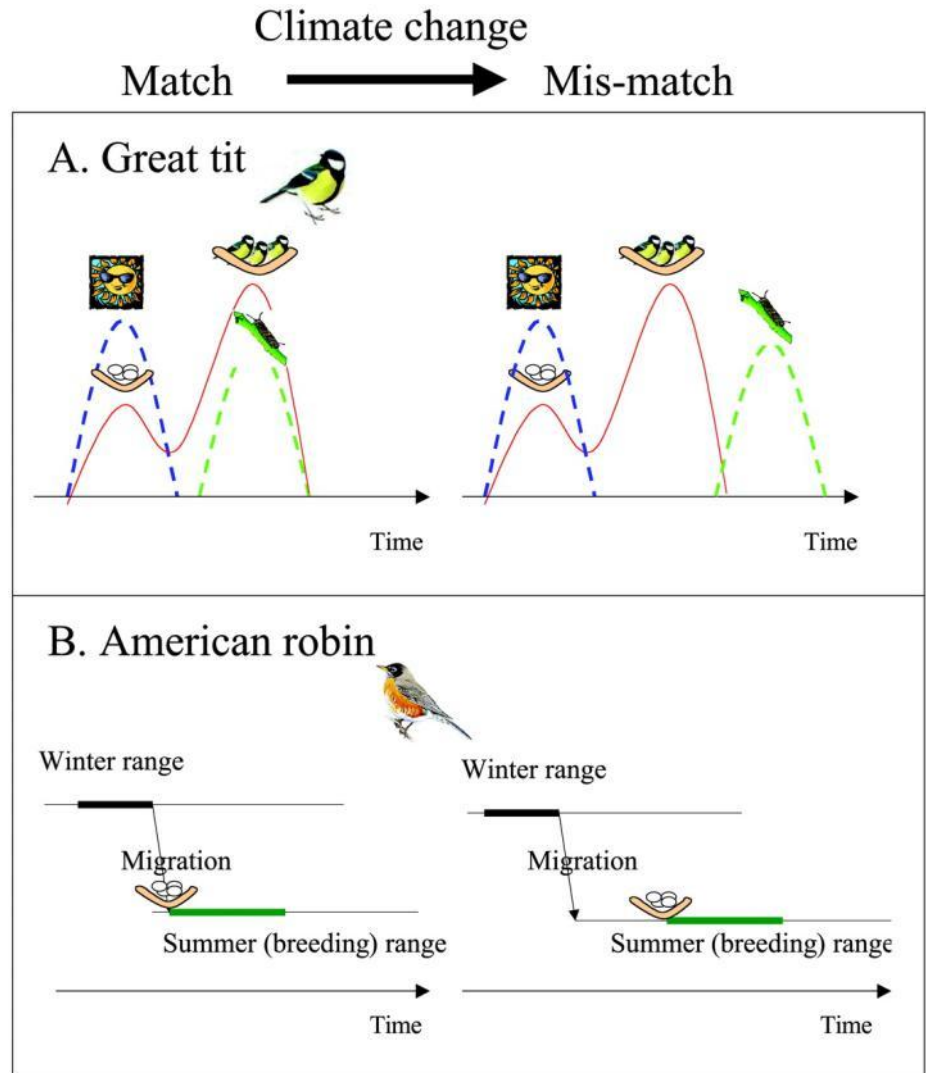 Climate change
Match
Mis-match
A. Great tit
Time
Time
B. American robin
Winter range
Winter range
Migration
Migration
Summer (breeding) range
Summer (breeding) range
Time
Time